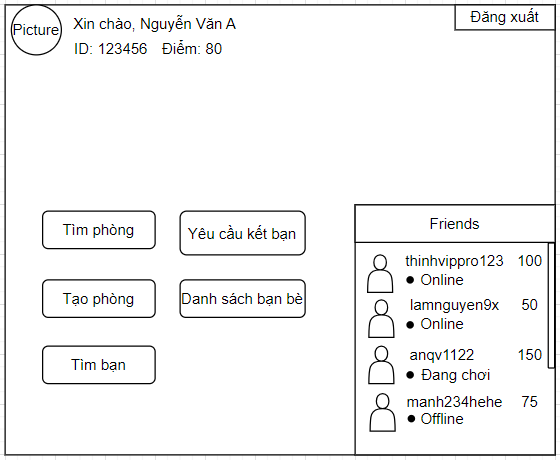 Picture
Xin chào, Nguyễn Văn A
Đăng xuất
ID: 123456 Điểm: 80
Tìm phòng
Yêu cầu kết bạn
Tạo phòng
Danh sách bạn bè
Tìm bạn
Friends
thinhvippro123 100
Online
lamnguyen9x 50
Online
anqv1122 150
Đang chơi
manh234hehe 75
Offline